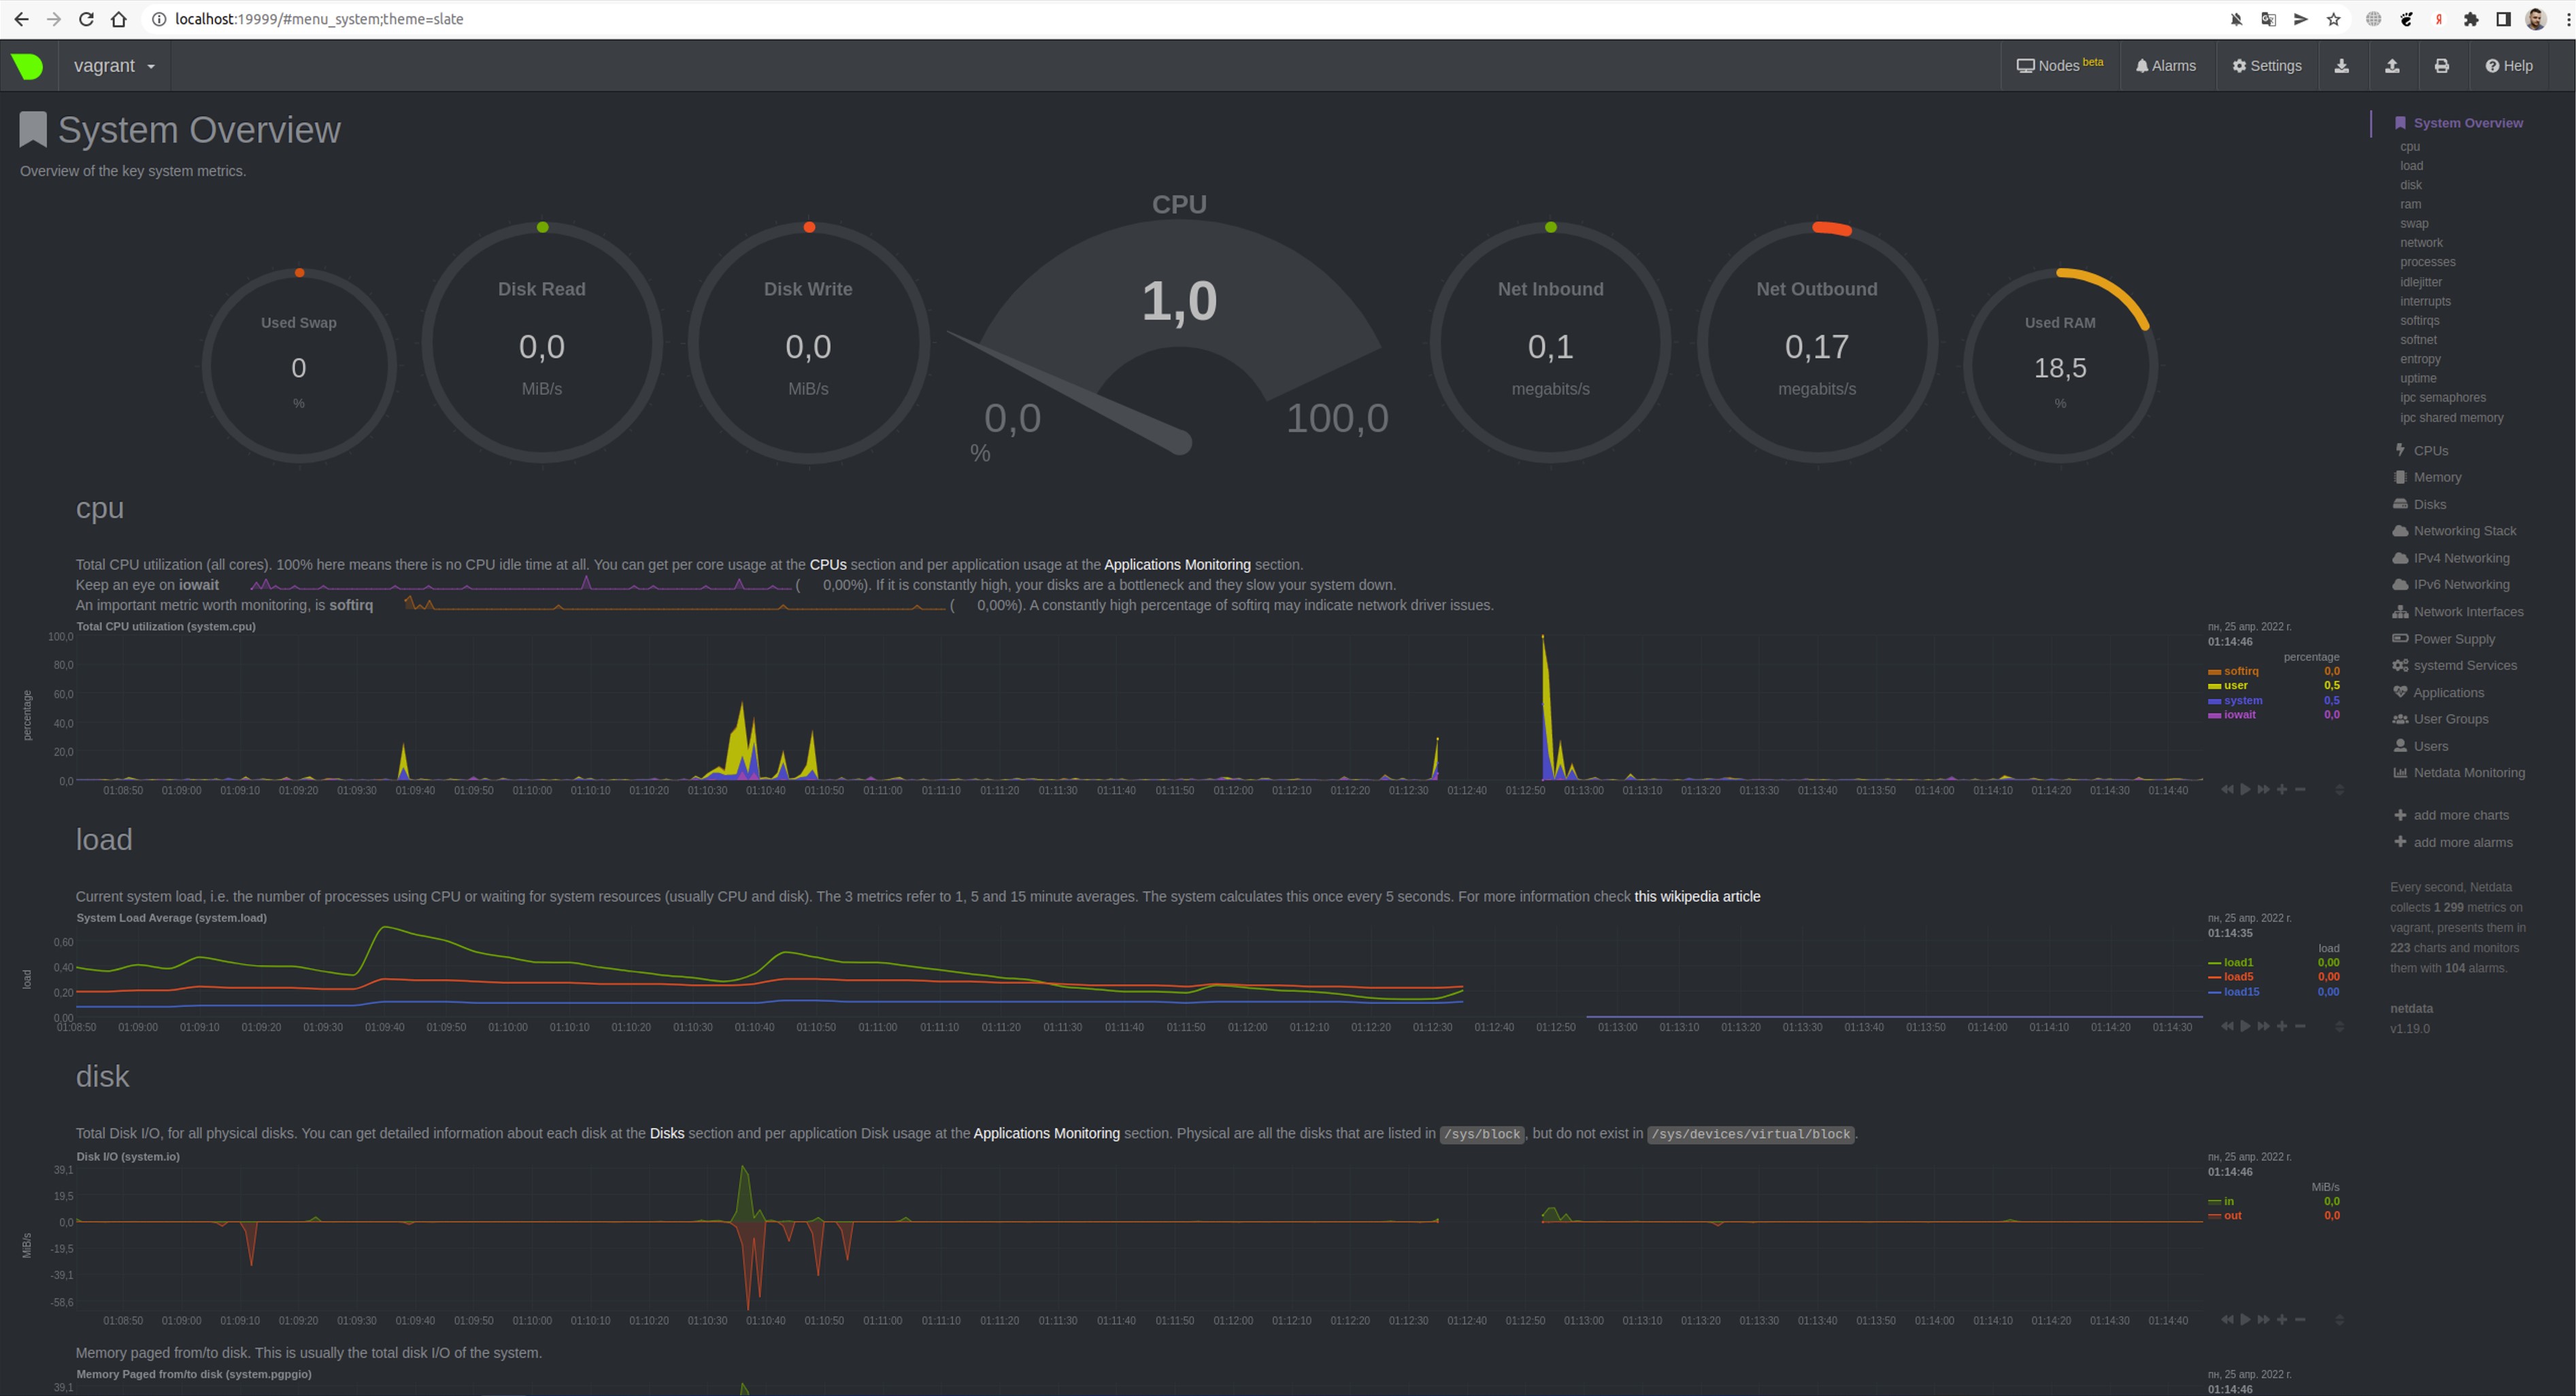 localhost:19999/#menu_system;theme=slate
vagrant
Nodes beta
Alarms
Settings
Help
System Overview
Overview of the key system metrics.
Used Swap
0
%
Disk Read
0,0
MiB/s
Disk Write
0,0
MiB/s
CPU
1,0
0,0
100,0
%
Net Inbound
0,1
megabits/s
Net Outbound
0,17
megabits/s
Used RAM
18,5
%
cpu
Total CPU utilization (all cores). 100% here means there is no CPU idle time at all. You can get per core usage at the CPUs section and per application usage at the Applications Monitoring section.
Keep an eye on iowait ( 0,00%). If it is constantly high, your disks are a bottleneck and they slow your system down.
An important metric worth monitoring, is softirq ( 0,00%). A constantly high percentage of softirq may indicate network driver issues.
Total CPU utilization (system.cpu)
percentage
100,0
80,0
60,0
40,0
20,0
0,0
01:08:50 01:09:00 01:09:10 01:09:20 01:09:30 01:09:40 01:09:50 01:10:00 01:10:10 01:10:20 01:10:30 01:10:40 01:10:50 01:11:00 01:11:10 01:11:20 01:11:30 01:11:40 01:11:50 01:12:00 01:12:10 01:12:20 01:12:30 01:12:40 01:12:50 01:13:00 01:13:10 01:13:20 01:13:30 01:13:40 01:13:50 01:14:00 01:14:10 01:14:20 01:14:30 01:14:40
пн, 25 апр. 2022 г.
01:14:46
percentage
softirq 0,0
user 0,5
system 0,5
iowait 0,0
load
Current system load, i.e. the number of processes using CPU or waiting for system resources (usually CPU and disk). The 3 metrics refer to 1, 5 and 15 minute averages. The system calculates this once every 5 seconds. For more information check this wikipedia article
System Load Average (system.load)
load
0,60
0,40
0,20
0,00
01:08:50 01:09:00 01:09:10 01:09:20 01:09:30 01:09:40 01:09:50 01:10:00 01:10:10 01:10:20 01:10:30 01:10:40 01:10:50 01:11:00 01:11:10 01:11:20 01:11:30 01:11:40 01:11:50 01:12:00 01:12:10 01:12:20 01:12:30 01:12:40 01:12:50 01:13:00 01:13:10 01:13:20 01:13:30 01:13:40 01:13:50 01:14:00 01:14:10 01:14:20 01:14:30
пн, 25 апр. 2022 г.
01:14:35
load
load1 0,00
load5 0,00
load15 0,00
disk
Total Disk I/O, for all physical disks. You can get detailed information about each disk at the Disks section and per application Disk usage at the Applications Monitoring section. Physical are all the disks that are listed in /sys/block, but do not exist in /sys/devices/virtual/block.
Disk I/O (system.io)
MiB/s
39,1
19,5
0,0
-19,5
-39,1
-58,6
01:08:50 01:09:00 01:09:10 01:09:20 01:09:30 01:09:40 01:09:50 01:10:00 01:10:10 01:10:20 01:10:30 01:10:40 01:10:50 01:11:00 01:11:10 01:11:20 01:11:30 01:11:40 01:11:50 01:12:00 01:12:10 01:12:20 01:12:30 01:12:40 01:12:50 01:13:00 01:13:10 01:13:20 01:13:30 01:13:40 01:13:50 01:14:00 01:14:10 01:14:20 01:14:30 01:14:40
пн, 25 апр. 2022 г.
01:14:46
MiB/s
in 0,0
out 0,0
Memory paged from/to disk. This is usually the total disk I/O of the system.
Memory Paged from/to disk (system.pgpgio)
39,1
пн, 25 апр. 2022 г.
01:14:46
System Overview
cpu
load
disk
ram
swap
network
processes
idlejitter
interrupts
softirqs
softnet
entropy
uptime
ipc semaphores
ipc shared memory
CPUs
Memory
Disks
Networking Stack
IPv4 Networking
IPv6 Networking
Network Interfaces
Power Supply
systemd Services
Applications
User Groups
Users
Netdata Monitoring
add more charts
add more alarms
Every second, Netdata
collects 1 299 metrics on
vagrant, presents them in
223 charts and monitors
them with 104 alarms.
netdata
v1.19.0